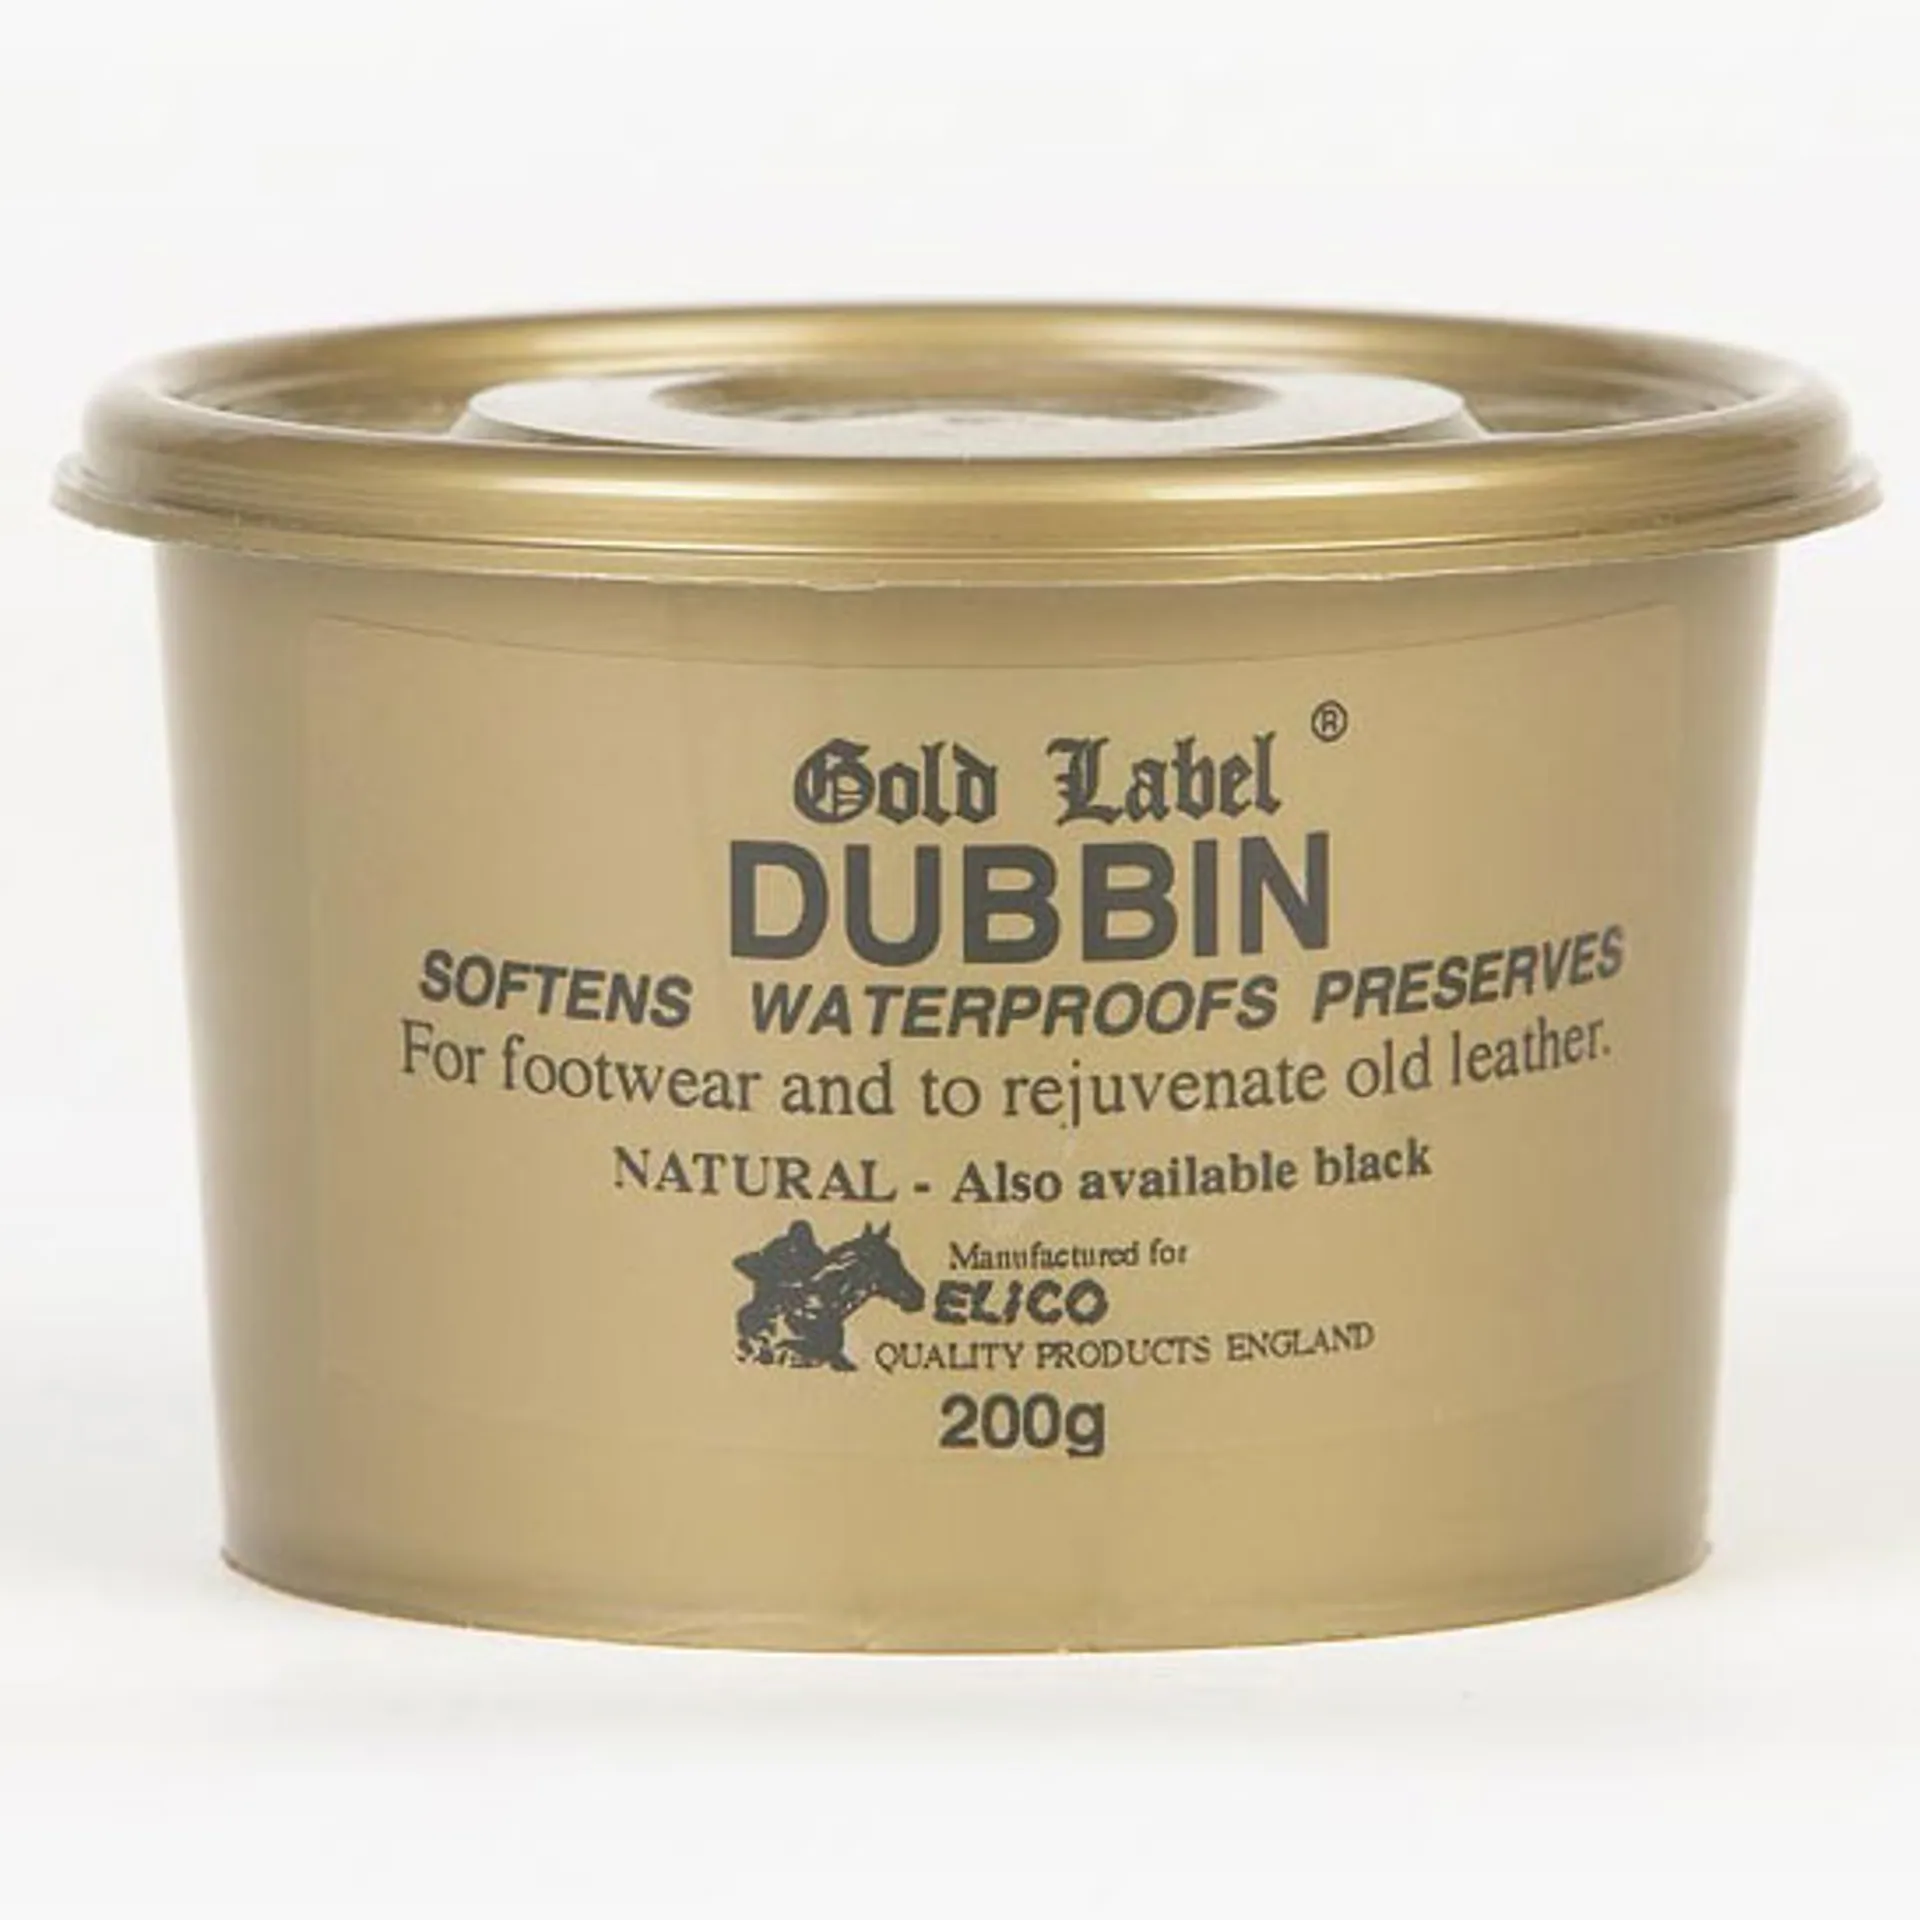 Gold Label ®
DUBBIN
SOFTENS WATERPROOFS PRESERVES
For footwear and to rejuvenate old leather.
NATURAL - Also available black
Manufactured for
ELICO
QUALITY PRODUCTS ENGLAND
200g